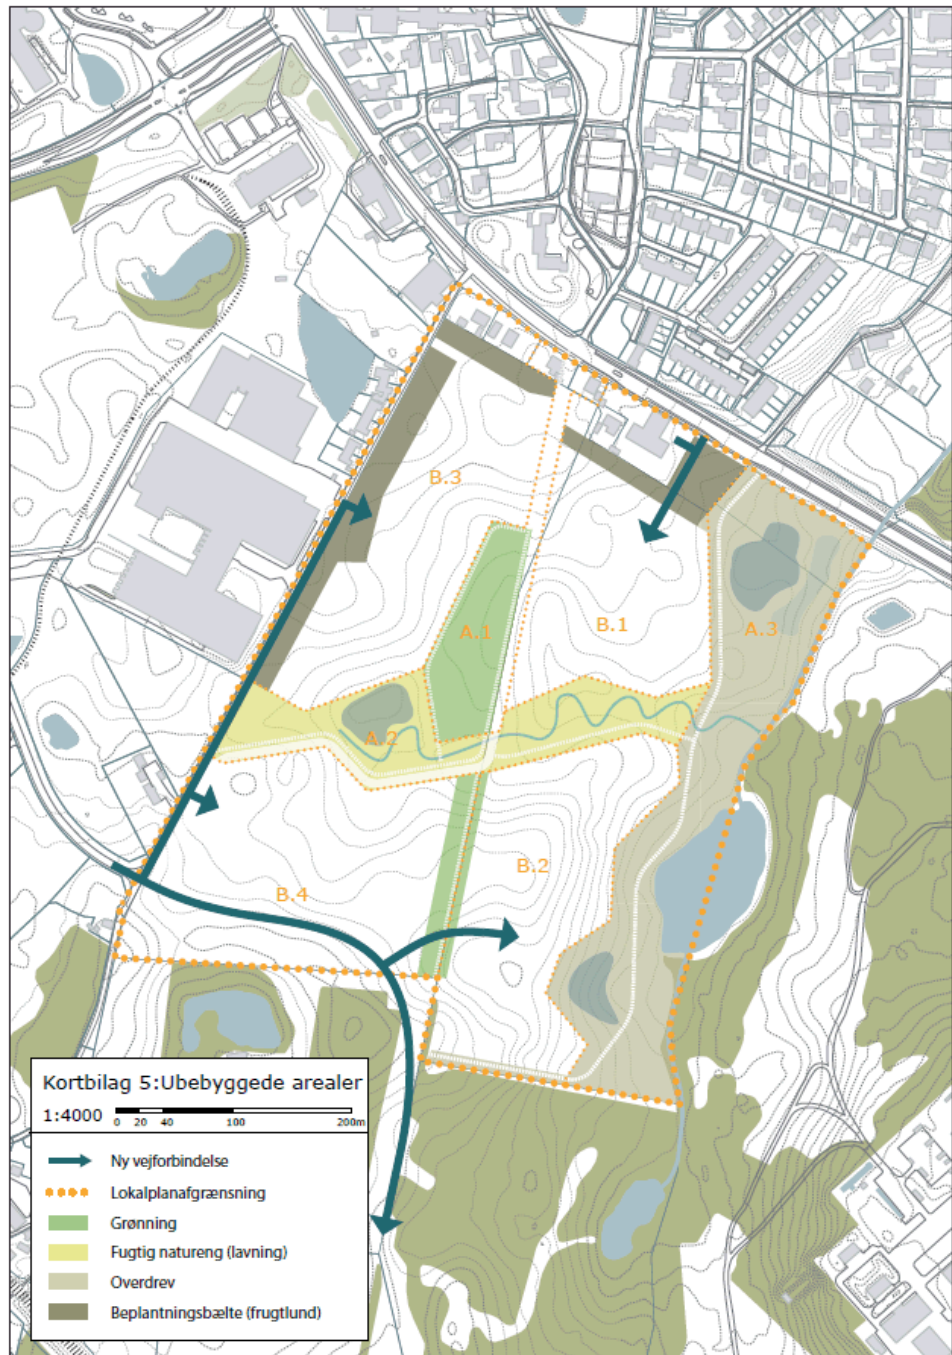 B.3
A.1
B.1
A.3
A.2
B.2
B.4
Kortbilag 5:Ubebyggede arealer
1:4000
0 20 40 100 200m
Ny vejforbindelse
Lokalplanafgrænsning
Grønning
Fugtig natureng (lavning)
Overdrev
Beplantningsbælte (frugtlund)